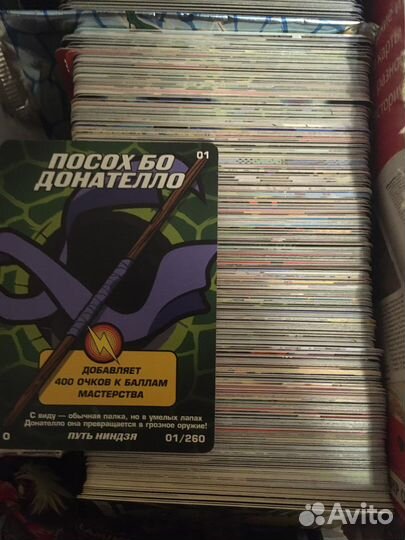 01
ПОСОХ БО
ДОНАТЕЛЛО
ДОБАВЛЯЕТ
400 ОЧКОВ К БАЛЛАМ
МАСТЕРСТВА
С виду — обычная палка, но в умелых лапах
Донателло она превращается в грозное оружие!
0 ПУТЬ НИНДЗЯ 01/260
Avito